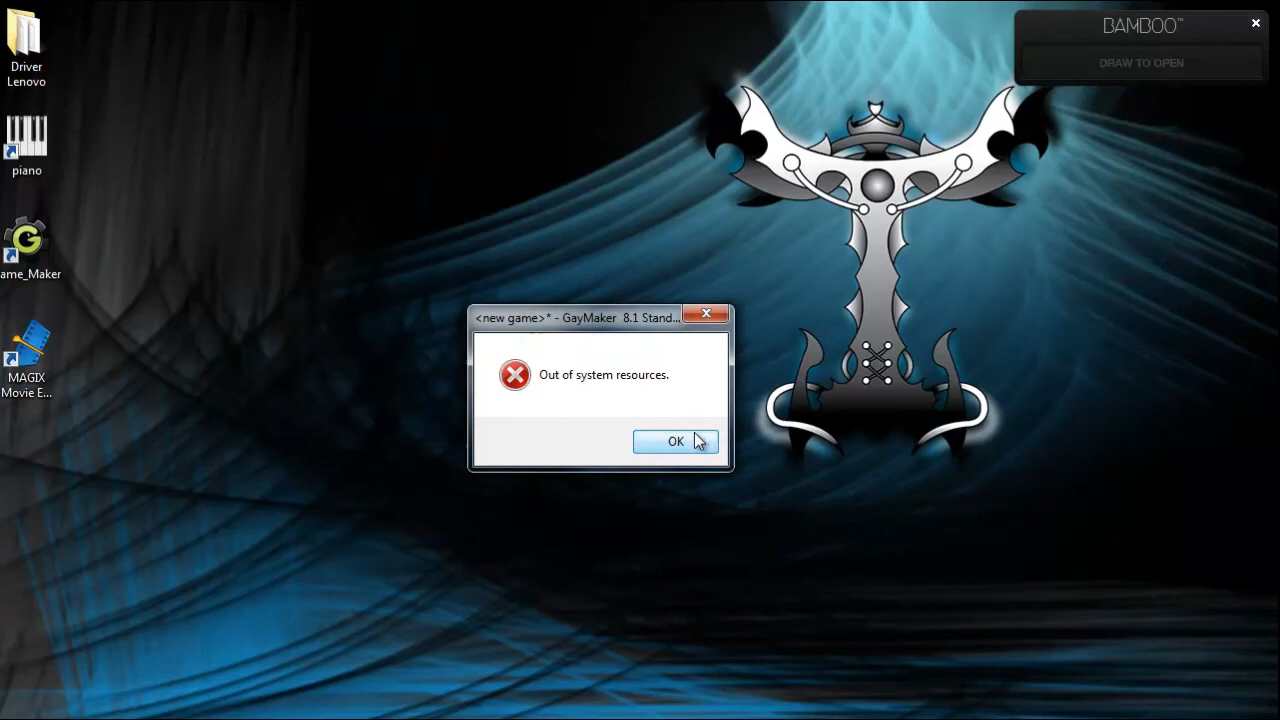 Driver
Lenovo
piano
ame_Maker
MAGIX
Movie E...
BAMBOO™
DRAW TO OPEN
<new game>* - GayMaker 8.1 Stand...
Out of system resources.
OK